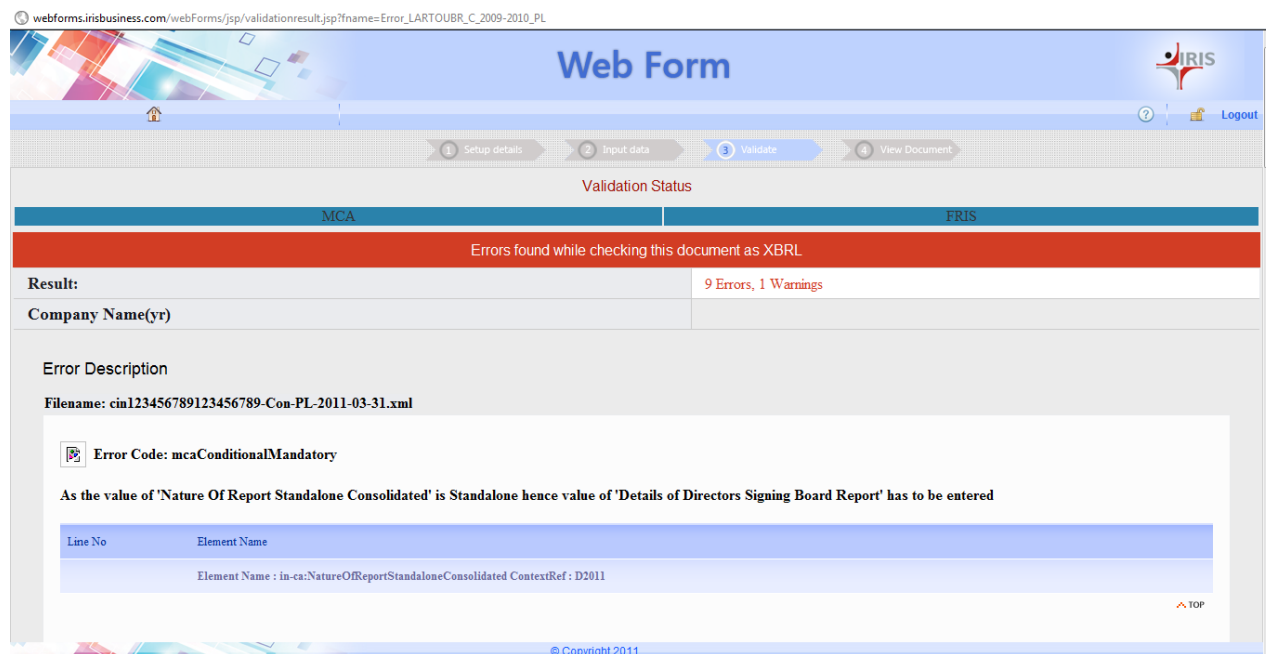 webforms.irisbusiness.com/webForms/jsp/validationresult.jsp?fname=Error_LARTOUBR_C_2009-2010_PL
Web Form
IRIS
? Logout
1 Setup details 2 Input data 3 Validate 4 View Document
Validation Status
MCA FRIS
Errors found while checking this document as XBRL
Result: 9 Errors, 1 Warnings
Company Name(yr)
Error Description
Filename: cin123456789123456789-Con-PL-2011-03-31.xml
Error Code: mcaConditionalMandatory
As the value of 'Nature Of Report Standalone Consolidated' is Standalone hence value of 'Details of Directors Signing Board Report' has to be entered
Line No Element Name
Element Name : in-ca:NatureOfReportStandaloneConsolidated ContextRef : D2011
TOP
© Copyright 2011